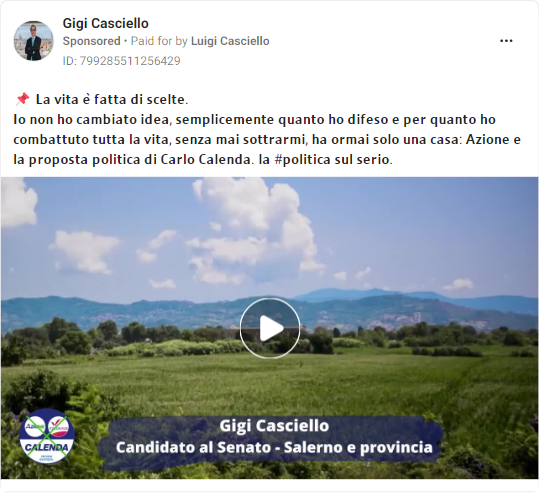 Gigi Casciello
Sponsored • Paid for by Luigi Casciello
ID: 799285511256429
📌 La vita è fatta di scelte.
Io non ho cambiato idea, semplicemente quanto ho difeso e per quanto ho
combattuto tutta la vita, senza mai sottrarmi, ha ormai solo una casa: Azione e
la proposta politica di Carlo Calenda. la #politica sul serio.
Gigi Casciello
Candidato al Senato - Salerno e provincia
AZIONE
CALENDA